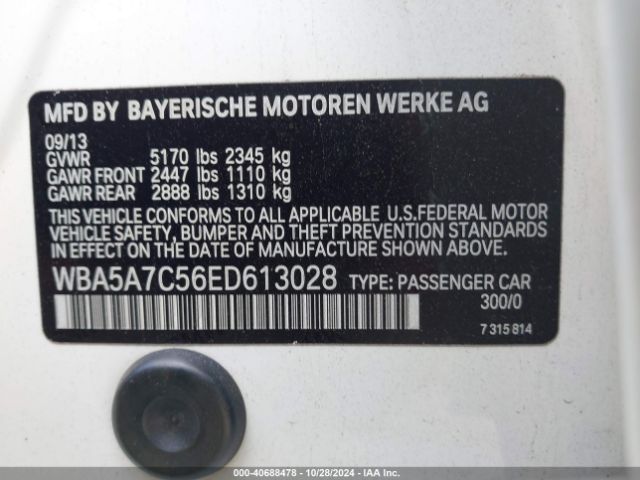 MFD BY BAYERISCHE MOTOREN WERKE AG
09/13
GVWR 5170 lbs 2345 kg
GAWR FRONT 2447 lbs 1110 kg
GAWR REAR 2888 lbs 1310 kg
THIS VEHICLE CONFORMS TO ALL APPLICABLE U.S.FEDERAL MOTOR
VEHICLE SAFETY, BUMPER AND THEFT PREVENTION STANDARDS
IN EFFECT ON THE DATE OF MANUFACTURE SHOWN ABOVE.
WBA5A7C56ED613028 TYPE: PASSENGER CAR
300/0
7 315 814
000-40688478 - 10/28/2024 - IAA Inc.